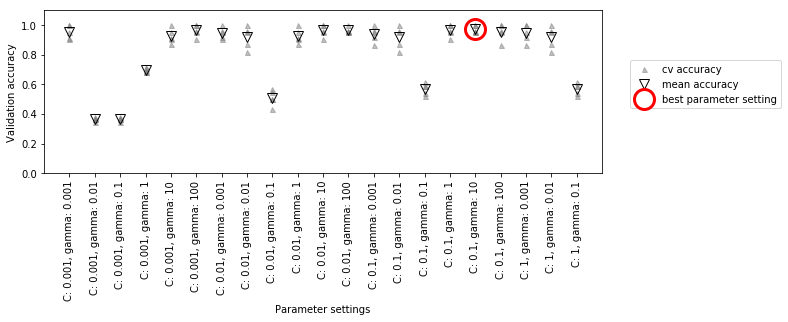 Validation accuracy
1.0
0.8
0.6
0.4
0.2
0.0
C: 0.001, gamma: 0.001
C: 0.001, gamma: 0.01
C: 0.001, gamma: 0.1
C: 0.001, gamma: 1
C: 0.001, gamma: 10
C: 0.001, gamma: 100
C: 0.01, gamma: 0.001
C: 0.01, gamma: 0.01
C: 0.01, gamma: 0.1
C: 0.01, gamma: 1
C: 0.01, gamma: 10
C: 0.01, gamma: 100
C: 0.1, gamma: 0.001
C: 0.1, gamma: 0.01
C: 0.1, gamma: 0.1
C: 0.1, gamma: 1
C: 0.1, gamma: 10
C: 0.1, gamma: 100
C: 1, gamma: 0.001
C: 1, gamma: 0.01
C: 1, gamma: 0.1
Parameter settings
cv accuracy
mean accuracy
best parameter setting